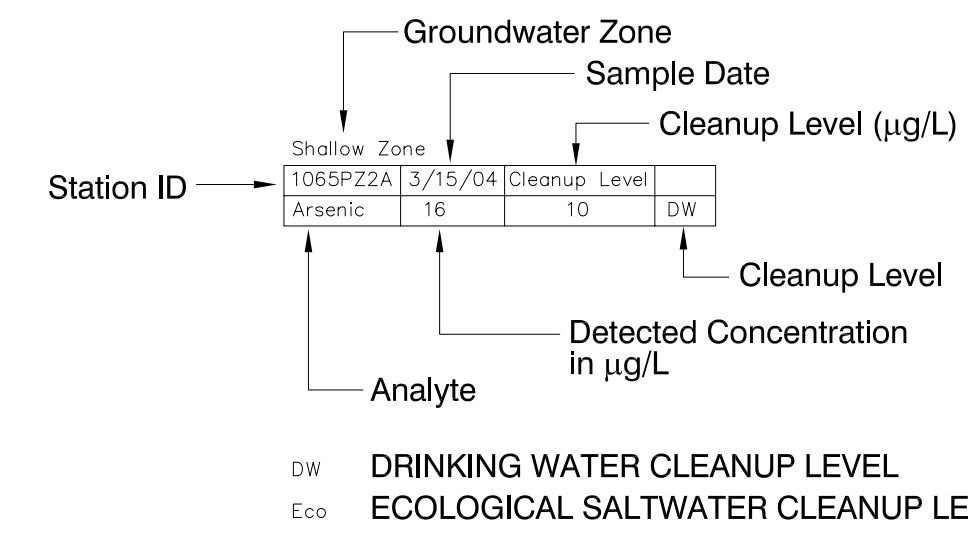 Groundwater Zone
Sample Date
Cleanup Level (μg/L)
Shallow Zone
Station ID
1065PZ2A 3/15/04 Cleanup Level
Arsenic 16 10 DW
Cleanup Level
Detected Concentration
in μg/L
Analyte
DW DRINKING WATER CLEANUP LEVEL
Eco ECOLOGICAL SALTWATER CLEANUP LE